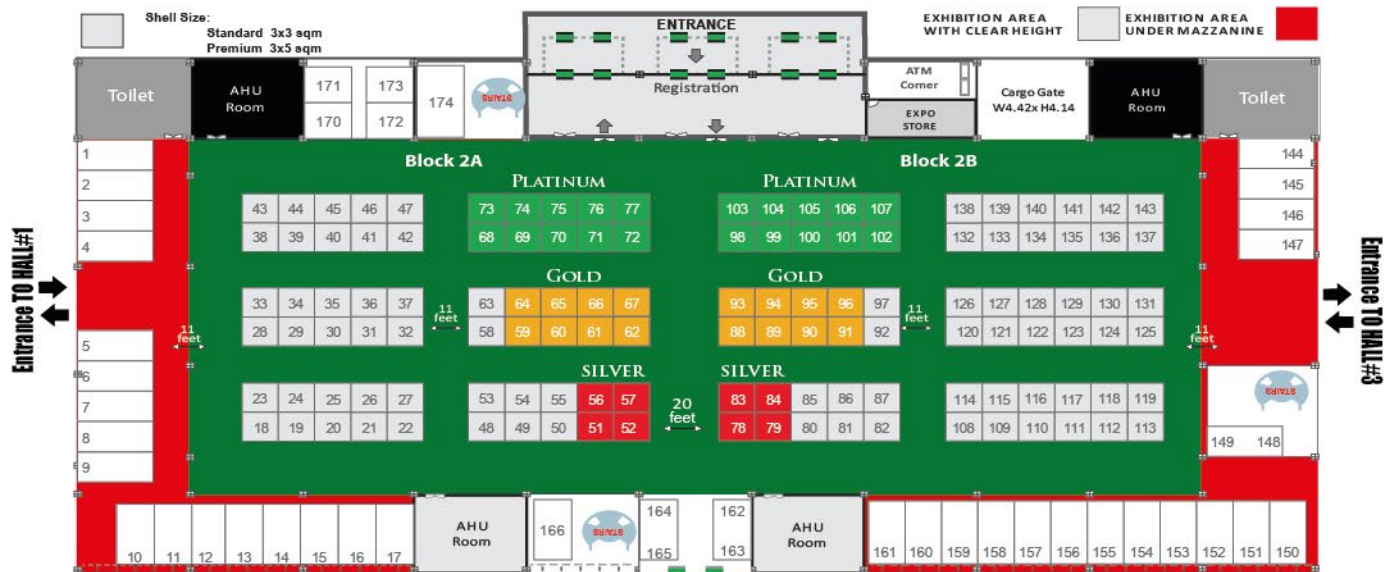 Shell Size:
Standard 3x3 sqm
Premium 3x5 sqm
ENTRANCE
EXHIBITION AREA
WITH CLEAR HEIGHT
EXHIBITION AREA
UNDER MAZZANINE
Toilet
AHU
Room
171 173
170 172
174
STAIRS
Registration
ATM
Corner
EXPO
STORE
Cargo Gate
W4.42x H4.14
AHU
Room
Toilet
Block 2A
Block 2B
1
2
3
4
144
145
146
147
PLATINUM
PLATINUM
43 44 45 46 47
38 39 40 41 42
73 74 75 76 77
68 69 70 71 72
103 104 105 106 107
98 99 100 101 102
138 139 140 141 142 143
132 133 134 135 136 137
Entrance TO HALL#1
Entrance TO HALL#3
GOLD
GOLD
33 34 35 36 37
28 29 30 31 32
63 64 65 66 67
58 59 60 61 62
93 94 95 96 97
88 89 90 91 92
126 127 128 129 130 131
120 121 122 123 124 125
11
feet
11
feet
11
feet
11
feet
5
6
7
8
9
SILVER
SILVER
23 24 25 26 27
18 19 20 21 22
53 54 55 56 57
48 49 50 51 52
20
feet
83 84 85 86 87
78 79 80 81 82
114 115 116 117 118 119
108 109 110 111 112 113
STAIRS
149 148
10 11 12 13 14 15 16 17
AHU
Room
166
STAIRS
164
165
162
163
AHU
Room
161 160 159 158 157 156 155 154 153 152 151 150